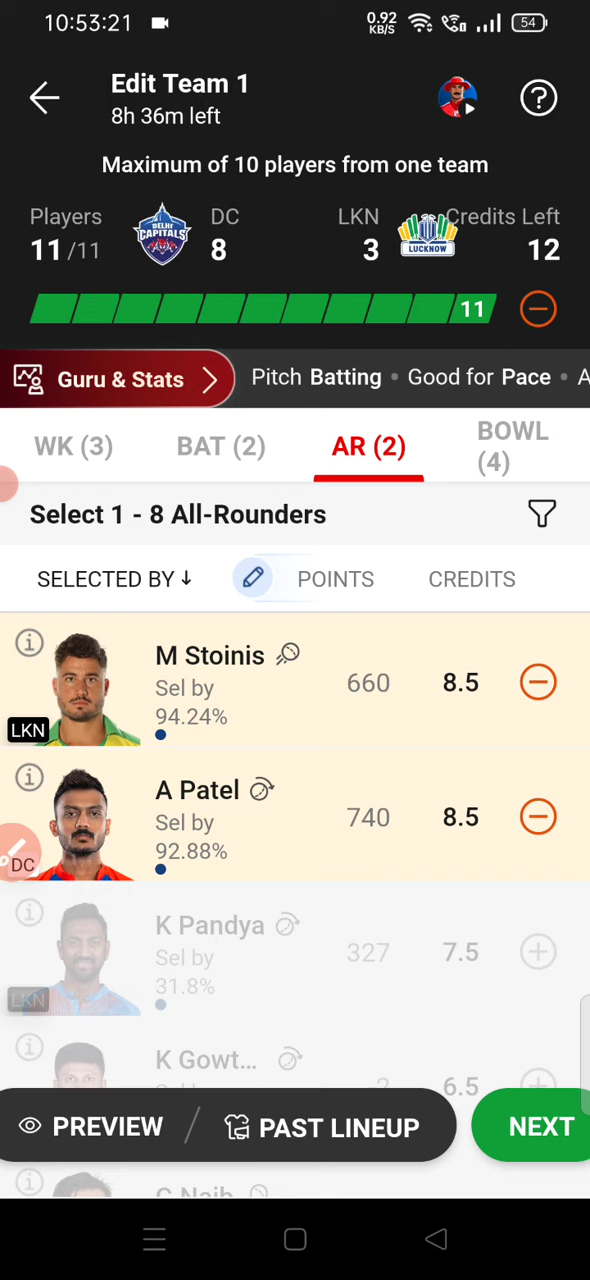 10:53:21
0.92
KB/S
54
Edit Team 1
8h 36m left
?
Maximum of 10 players from one team
Players
11/11
DELHI
CAPITALS
DC
8
LKN
3
LUCKNOW
Credits Left
12
11
Guru & Stats
Pitch Batting • Good for Pace • A
WK (3)
BAT (2)
AR (2)
BOWL
(4)
Select 1 - 8 All-Rounders
SELECTED BY ↓
POINTS
CREDITS
M Stoinis
Sel by
94.24%
660
8.5
LKN
A Patel
Sel by
92.88%
740
8.5
DC
K Pandya
Sel by
31.8%
327
7.5
LKN
K Gowt...
6.5
PREVIEW
PAST LINEUP
NEXT